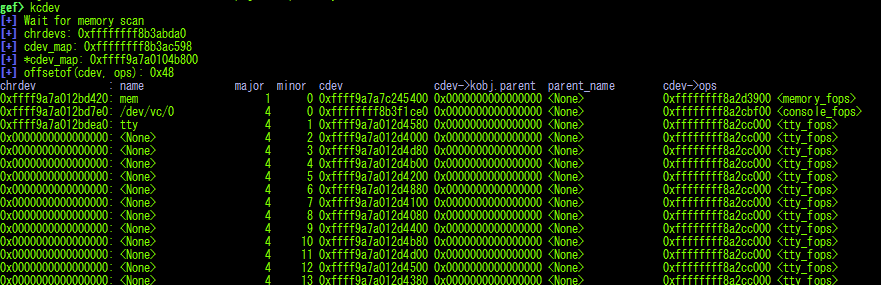 gef> kcdev
[+] Wait for memory scan
[+] chrdevs: 0xffffffff8b3abda0
[+] cdev_map: 0xffffffff8b3ac598
[+] *cdev_map: 0xffff9a7a0104b800
[+] offsetof(cdev, ops): 0x48
chrdev : name major minor cdev cdev->kobj.parent parent_name cdev->ops
0xffff9a7a012bd420: mem 1 0 0xffff9a7a7c245400 0x0000000000000000 <None> 0xffffffff8a2d3900 <memory_fops>
0xffff9a7a012bd7e0: /dev/vc/0 4 0 0xffffffff8b3f1ce0 0x0000000000000000 <None> 0xffffffff8a2cbf00 <console_fops>
0xffff9a7a012bdea0: tty 4 1 0xffff9a7a012d4580 0x0000000000000000 <None> 0xffffffff8a2cc000 <tty_fops>
0x0000000000000000: <None> 4 2 0xffff9a7a012d4000 0x0000000000000000 <None> 0xffffffff8a2cc000 <tty_fops>
0x0000000000000000: <None> 4 3 0xffff9a7a012d4d80 0x0000000000000000 <None> 0xffffffff8a2cc000 <tty_fops>
0x0000000000000000: <None> 4 4 0xffff9a7a012d4b00 0x0000000000000000 <None> 0xffffffff8a2cc000 <tty_fops>
0x0000000000000000: <None> 4 5 0xffff9a7a012d4200 0x0000000000000000 <None> 0xffffffff8a2cc000 <tty_fops>
0x0000000000000000: <None> 4 6 0xffff9a7a012d4880 0x0000000000000000 <None> 0xffffffff8a2cc000 <tty_fops>
0x0000000000000000: <None> 4 7 0xffff9a7a012d4100 0x0000000000000000 <None> 0xffffffff8a2cc000 <tty_fops>
0x0000000000000000: <None> 4 8 0xffff9a7a012d4080 0x0000000000000000 <None> 0xffffffff8a2cc000 <tty_fops>
0x0000000000000000: <None> 4 9 0xffff9a7a012d4400 0x0000000000000000 <None> 0xffffffff8a2cc000 <tty_fops>
0x0000000000000000: <None> 4 10 0xffff9a7a012d4b80 0x0000000000000000 <None> 0xffffffff8a2cc000 <tty_fops>
0x0000000000000000: <None> 4 11 0xffff9a7a012d4d00 0x0000000000000000 <None> 0xffffffff8a2cc000 <tty_fops>
0x0000000000000000: <None> 4 12 0xffff9a7a012d4500 0x0000000000000000 <None> 0xffffffff8a2cc000 <tty_fops>
0x0000000000000000: <None> 4 13 0xffff9a7a012d4380 0x0000000000000000 <None> 0xffffffff8a2cc000 <tty_fops>